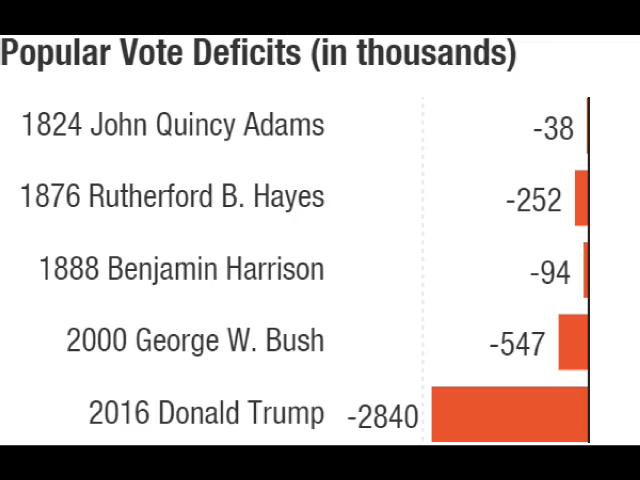 Popular Vote Deficits (in thousands)
1824 John Quincy Adams -38
1876 Rutherford B. Hayes -252
1888 Benjamin Harrison -94
2000 George W. Bush -547
2016 Donald Trump -2840